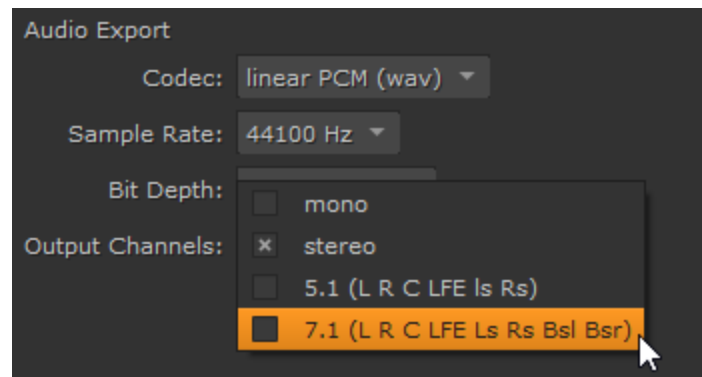 Audio Export
Codec: linear PCM (wav)
Sample Rate: 44100 Hz
Bit Depth:
mono
Output Channels: stereo
5.1 (L R C LFE ls Rs)
7.1 (L R C LFE Ls Rs Bsl Bsr)